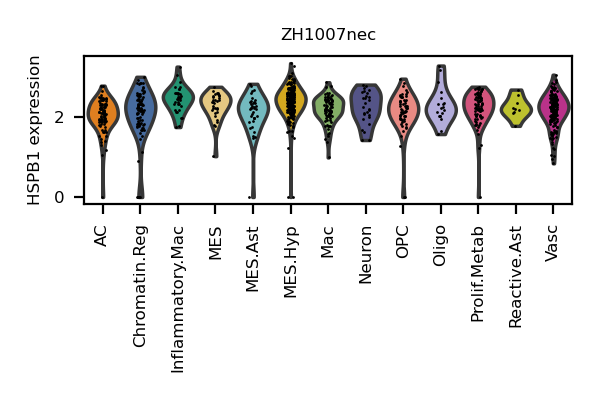 ZH1007nec
HSPB1 expression
2
0
AC
Chromatin.Reg
Inflammatory.Mac
MES
MES.Ast
MES.Hyp
Mac
Neuron
OPC
Oligo
Prolif.Metab
Reactive.Ast
Vasc